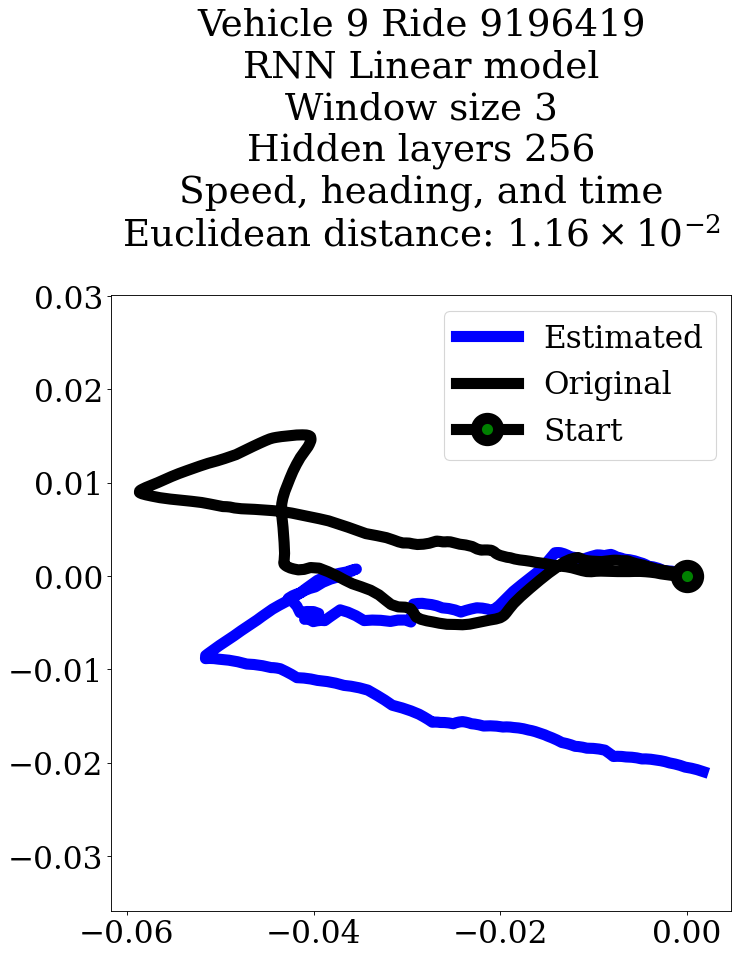 Vehicle 9 Ride 9196419
RNN Linear model
Window size 3
Hidden layers 256
Speed, heading, and time
Euclidean distance: 1.16 × 10⁻²
0.03
0.02
0.01
0.00
−0.01
−0.02
−0.03
Estimated
Original
Start
−0.06
−0.04
−0.02
0.00